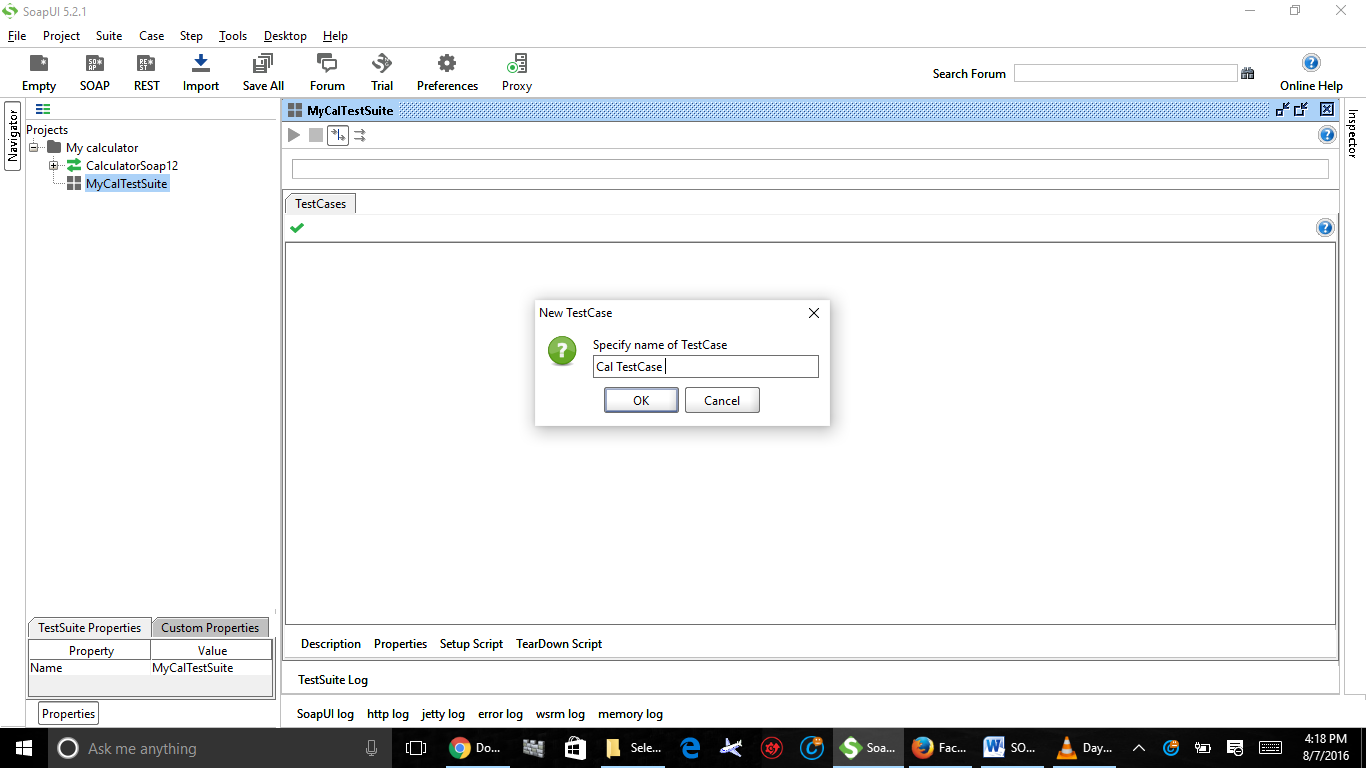 SoapUI 5.2.1
File Project Suite Case Step Tools Desktop Help
Empty SOAP REST Import Save All Forum Trial Preferences Proxy Search Forum Online Help
Navigator
Projects
My calculator
CalculatorSoap12
MyCalTestSuite
MyCalTestSuite
TestCases
New TestCase
Specify name of TestCase
Cal TestCase
OK Cancel
Inspector
Description Properties Setup Script TearDown Script
TestSuite Log
TestSuite Properties Custom Properties
Property Value
Name MyCalTestSuite
Properties
SoapUI log http log jetty log error log wsrm log memory log
Ask me anything Do... Sele... Soa... Fac... SO... Day...
4:18 PM
8/7/2016